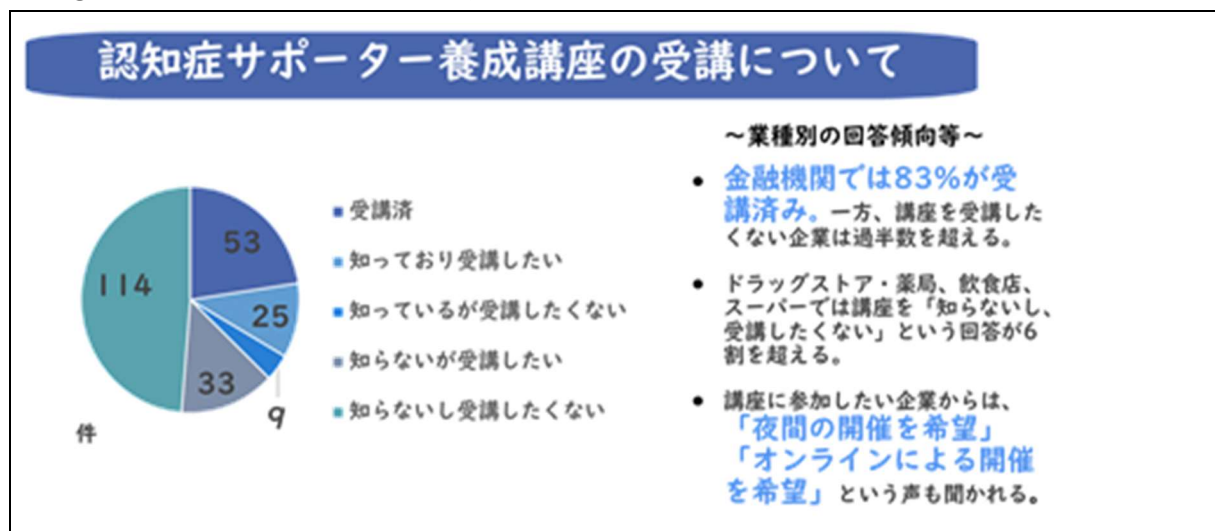 認知症サポーター養成講座の受講について
53
25
9
33
114
件
■受講済
■知っており受講したい
■知っているが受講したくない
■知らないが受講したい
■知らないし受講したくない
～業種別の回答傾向等～
● 金融機関では83%が受
講済み。一方、講座を受講した
くない企業は過半数を超える。
● ドラッグストア・薬局、飲食店、
スーパーでは講座を「知らないし、
受講したくない」という回答が6
割を超える。
● 講座に参加したい企業からは、
「夜間の開催を希望」
「オンラインによる開催
を希望」という声も聞かれる。